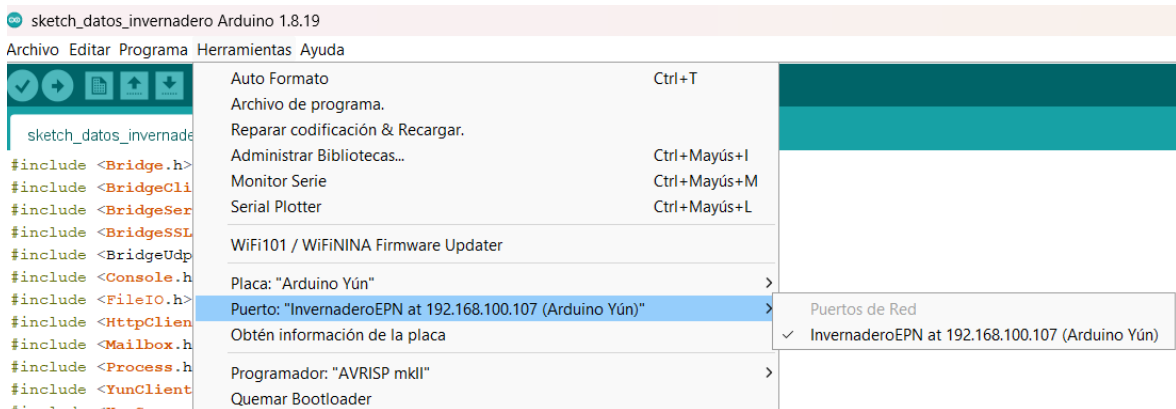 sketch_datos_invernadero Arduino 1.8.19
Archivo Editar Programa Herramientas Ayuda
Auto Formato Ctrl+T
Archivo de programa.
Reparar codificación & Recargar.
Administrar Bibliotecas... Ctrl+Mayús+I
Monitor Serie Ctrl+Mayús+M
Serial Plotter Ctrl+Mayús+L
WiFi101 / WiFiNINA Firmware Updater
Placa: "Arduino Yún"
Puerto: "InvernaderoEPN at 192.168.100.107 (Arduino Yún)"
Obtén información de la placa
Programador: "AVRISP mkII"
Quemar Bootloader
Puertos de Red
InvernaderoEPN at 192.168.100.107 (Arduino Yún)
sketch_datos_invernade
#include <Bridge.h>
#include <BridgeCli
#include <BridgeSer
#include <BridgeSSL
#include <BridgeUdp
#include <Console.h
#include <FileIO.h>
#include <HttpClien
#include <Mailbox.h
#include <Process.h
#include <YunClient